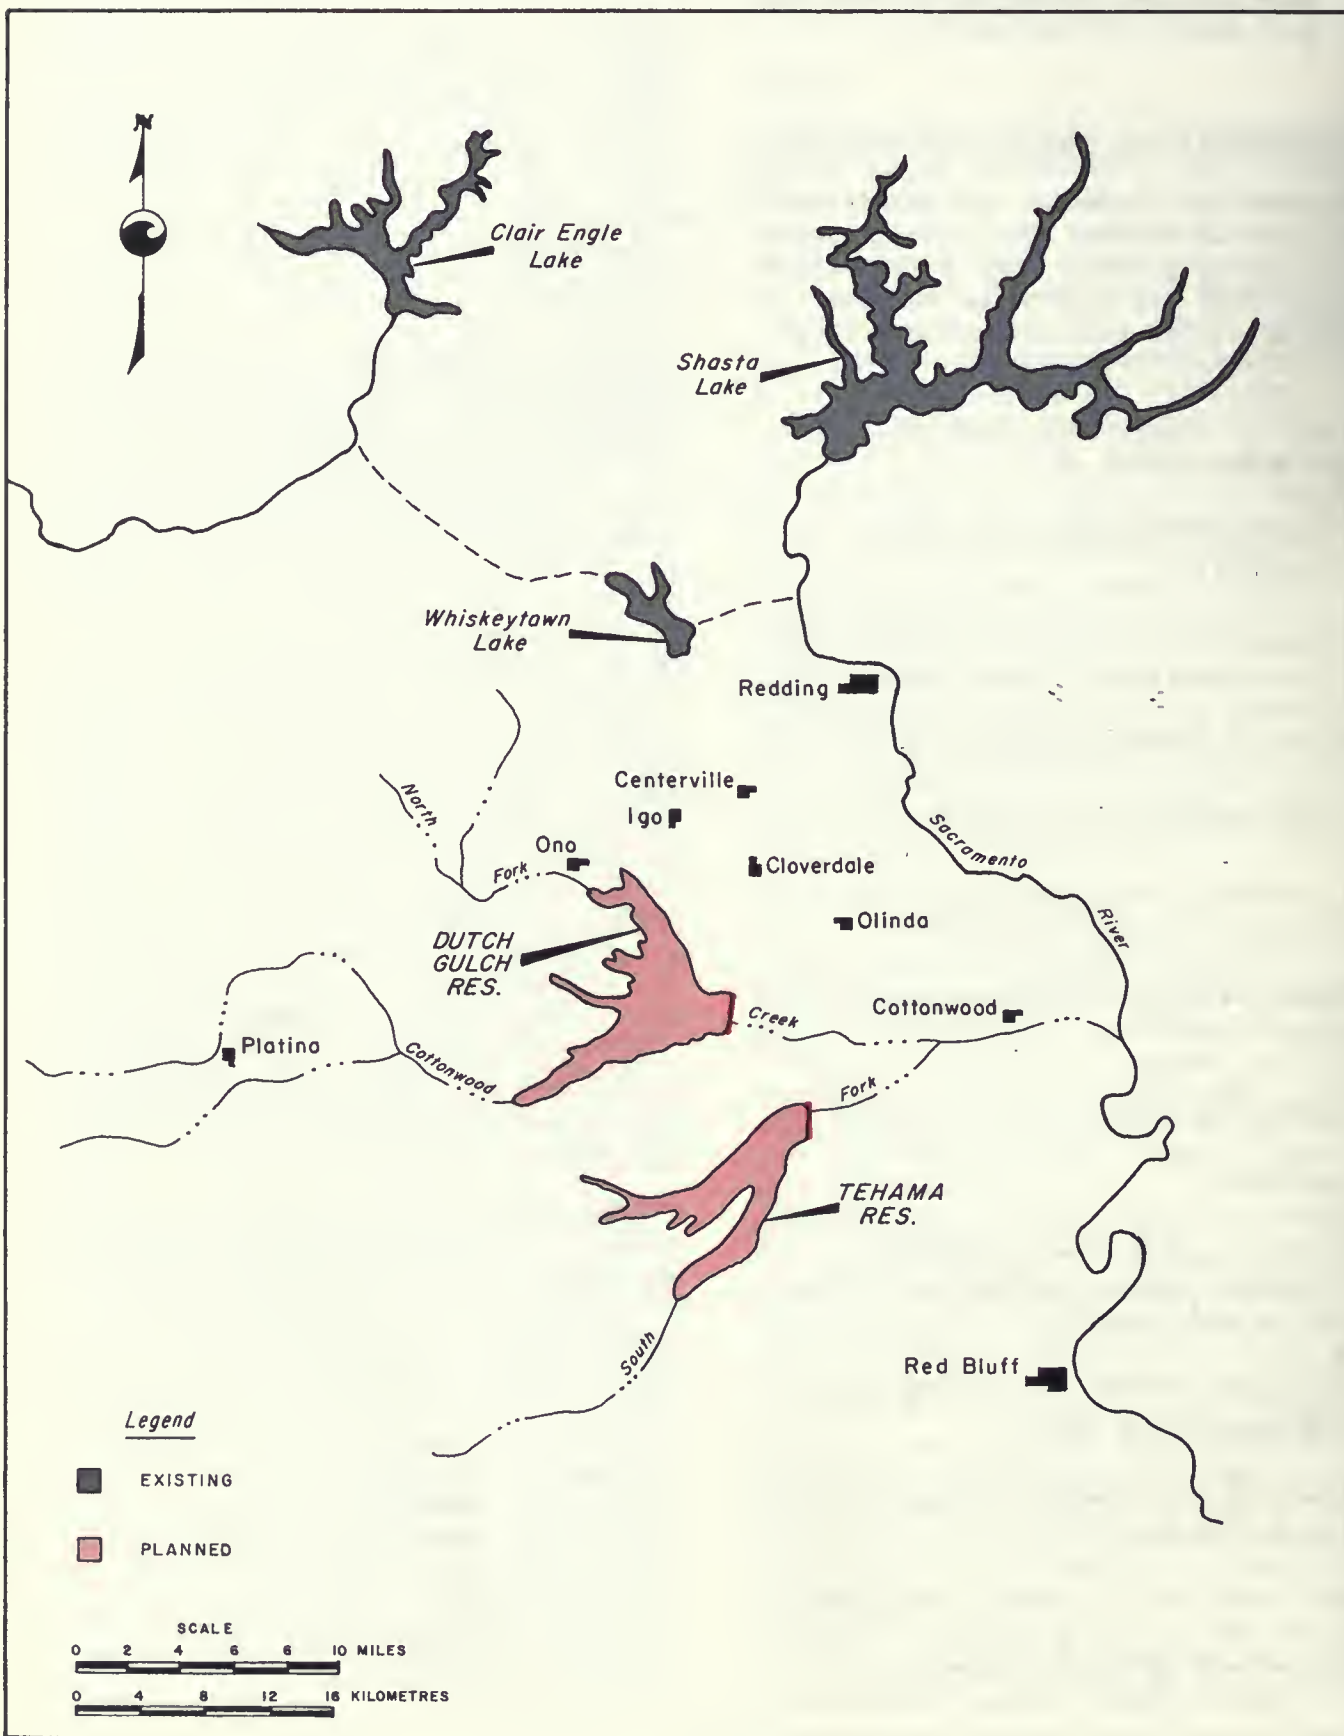 N
Clair Engle
Lake
Shasta
Lake
Whiskeytown
Lake
Redding
Centerville
Igo
North
Fork
Ono
Cloverdale
Sacramento
River
Olinda
DUTCH
GULCH
RES.
Creek
Cottonwood
Platina
Cottonwood
Fork
TEHAMA
RES.
South
Red Bluff
Legend
EXISTING
PLANNED
SCALE
0 2 4 6 6 10 MILES
0 4 8 12 16 KILOMETRES